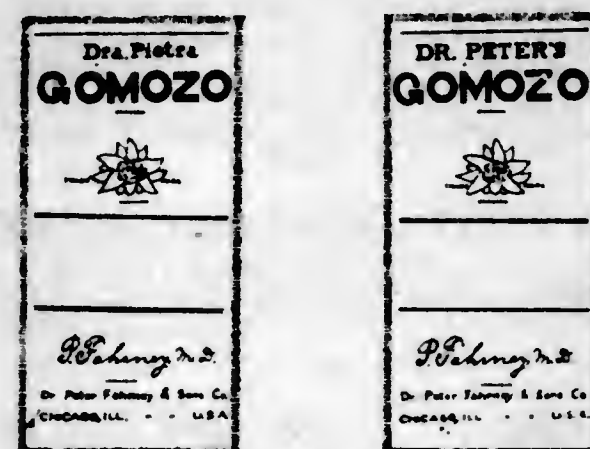 Dra. Pietra
GOMOZO
P. Fahrney M.D.
Dr. Peter Fahrney & Sons Co.
CHICAGO, ILL. - - U.S.A.
DR. PETER'S
GOMOZO
P. Fahrney M.D.
Dr. Peter Fahrney & Sons Co.
CHICAGO, ILL. - - U.S.A.